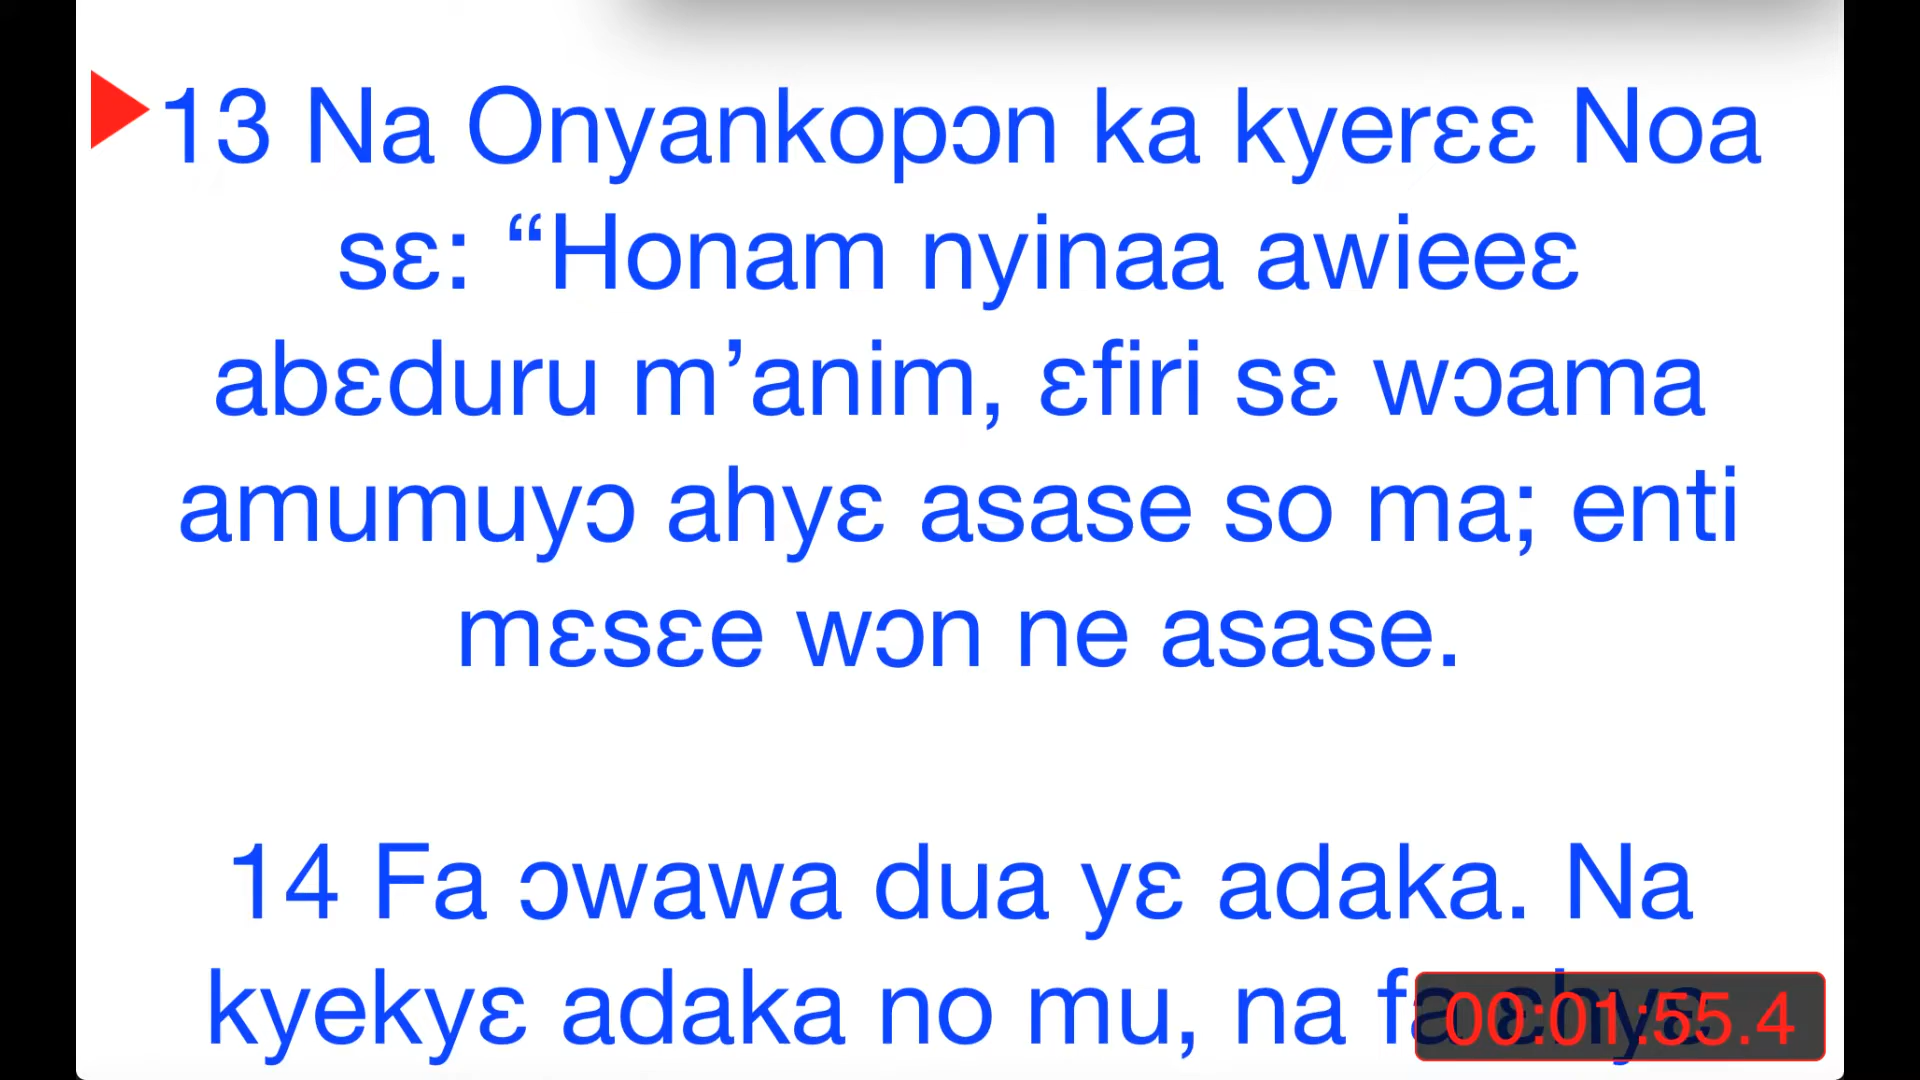 13 Na Onyankopɔn ka kyerɛɛ Noa
sɛ: “Honam nyinaa awieeɛ
abɛduru m’anim, ɛfiri sɛ wɔama
amumuyɔ ahyɛ asase so ma; enti
mɛsɛe wɔn ne asase.
14 Fa ɔwawa dua yɛ adaka. Na
kyekyɛ adaka no mu, na fa ɛhyɛ
00:01:55.4